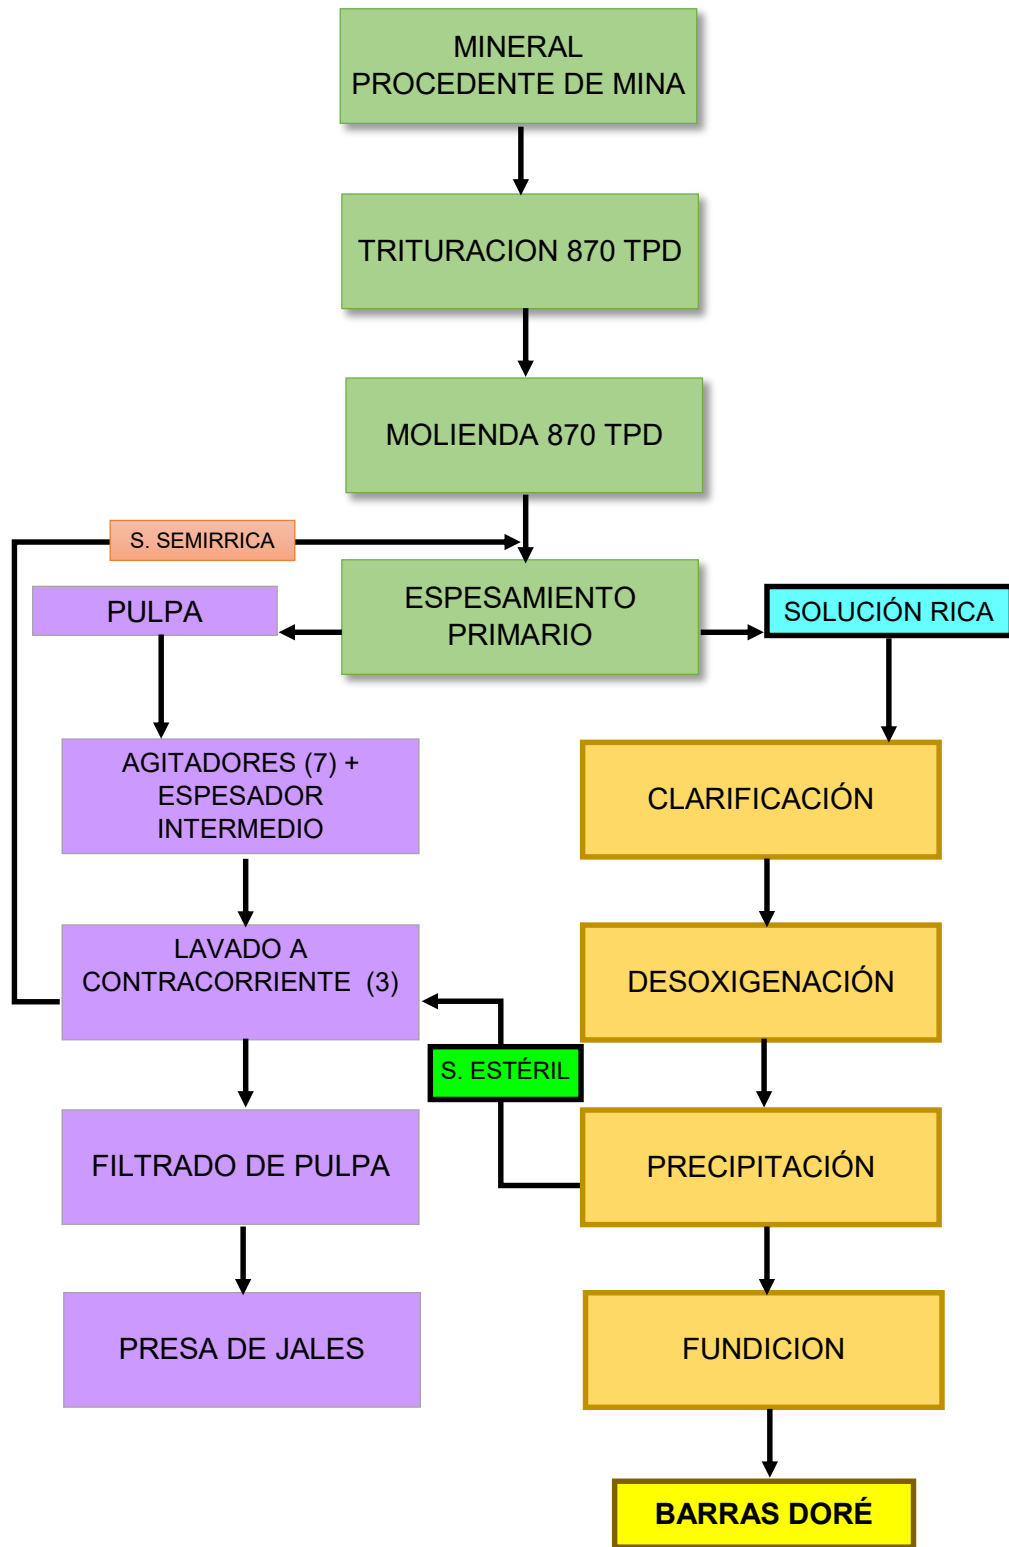 MINERAL
PROCEDENTE DE MINA
TRITURACION 870 TPD
MOLIENDA 870 TPD
S. SEMIRRICA
ESPESAMIENTO
PRIMARIO
PULPA
SOLUCIÓN RICA
AGITADORES (7) +
ESPESADOR
INTERMEDIO
CLARIFICACIÓN
LAVADO A
CONTRACORRIENTE (3)
DESOXIGENACIÓN
S. ESTÉRIL
FILTRADO DE PULPA
PRECIPITACIÓN
PRESA DE JALES
FUNDICION
BARRAS DORÉ